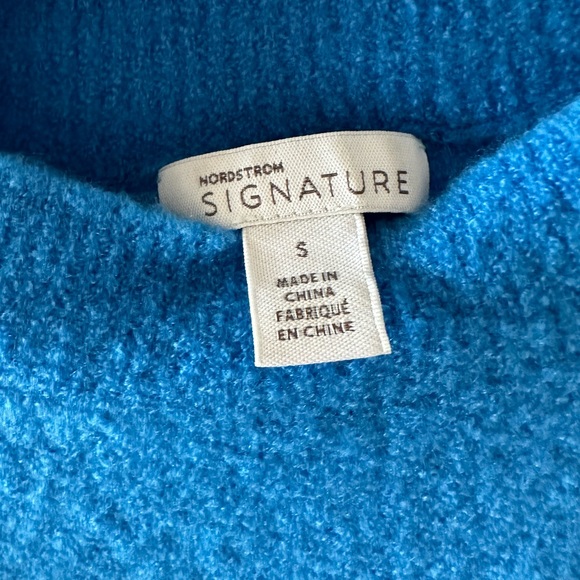 NORDSTROM
SIGNATURE
S
MADE IN
CHINA
FABRIQUÉ
EN CHINE